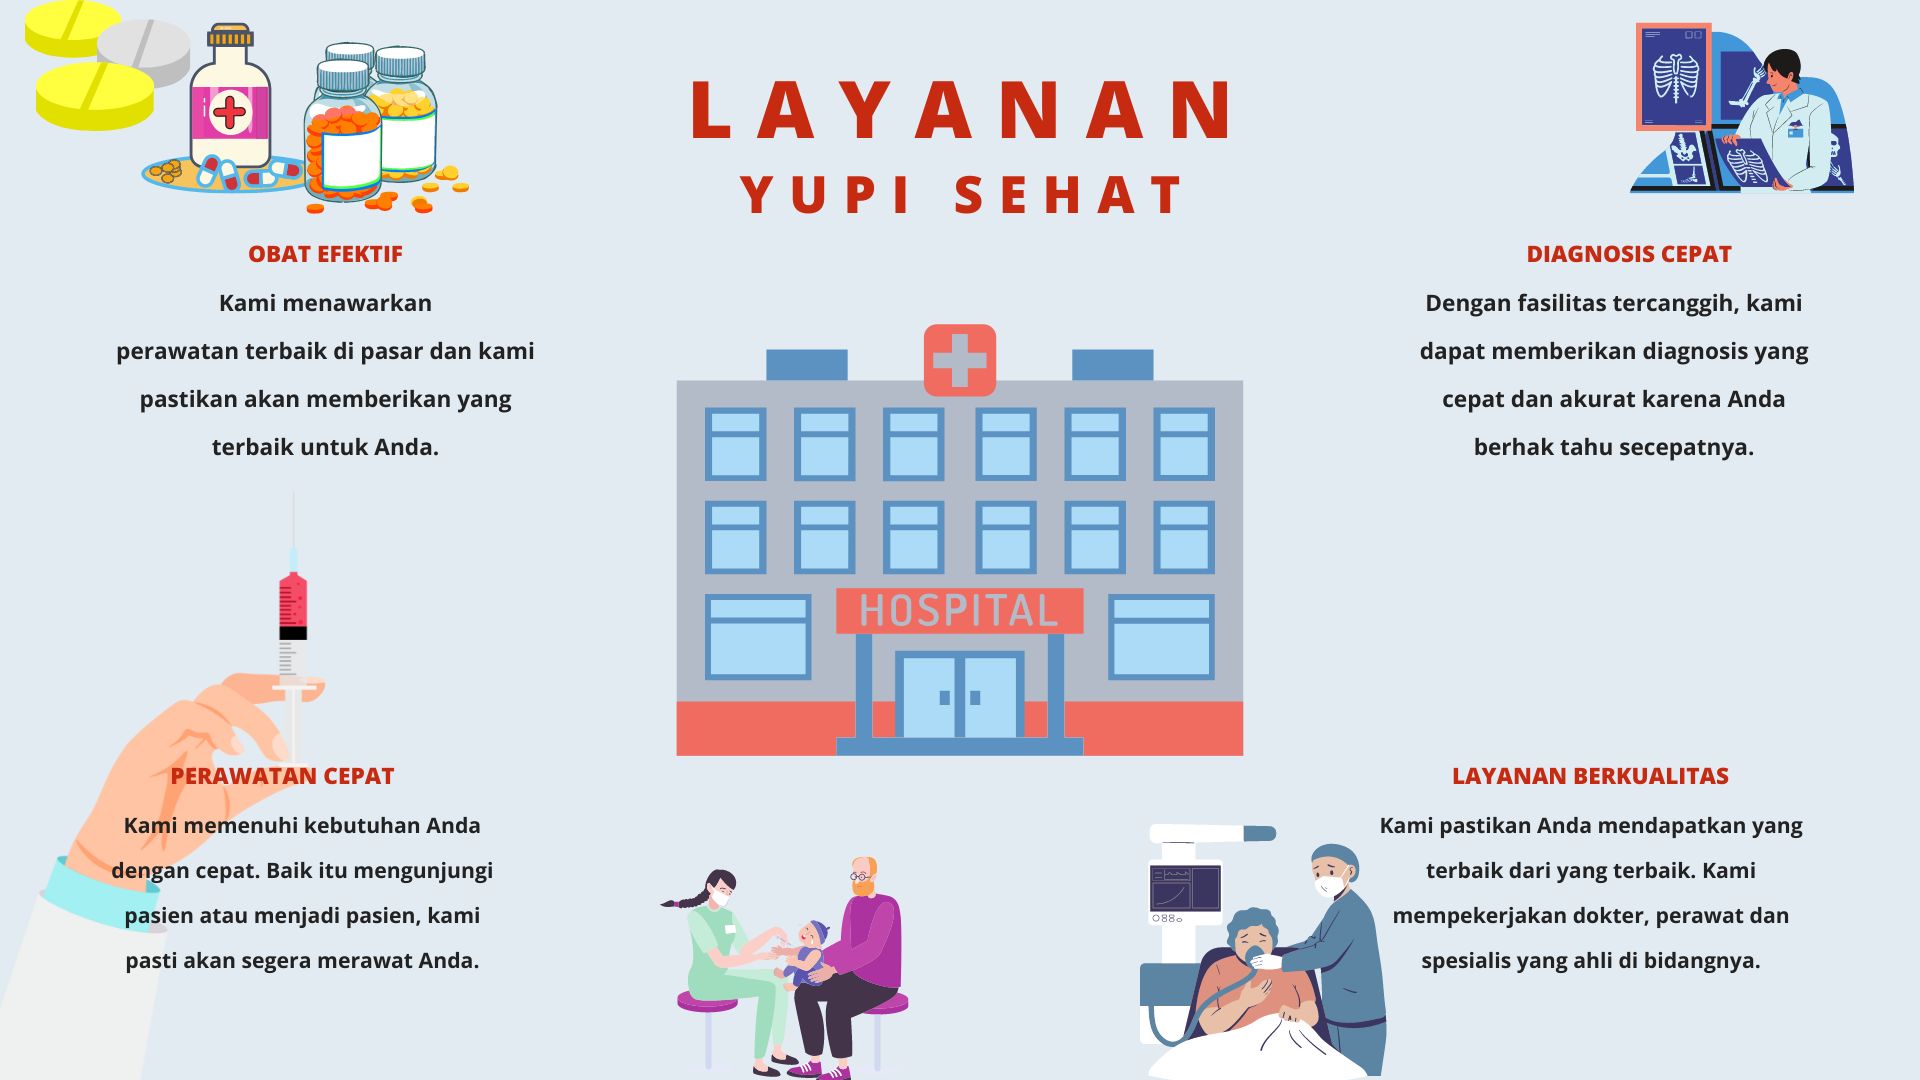 LAYANAN
YUPI SEHAT
OBAT EFEKTIF
Kami menawarkan
perawatan terbaik di pasar dan kami
pastikan akan memberikan yang
terbaik untuk Anda.
DIAGNOSIS CEPAT
Dengan fasilitas tercanggih, kami
dapat memberikan diagnosis yang
cepat dan akurat karena Anda
berhak tahu secepatnya.
HOSPITAL
PERAWATAN CEPAT
Kami memenuhi kebutuhan Anda
dengan cepat. Baik itu mengunjungi
pasien atau menjadi pasien, kami
pasti akan segera merawat Anda.
LAYANAN BERKUALITAS
Kami pastikan Anda mendapatkan yang
terbaik dari yang terbaik. Kami
mempekerjakan dokter, perawat dan
spesialis yang ahli di bidangnya.